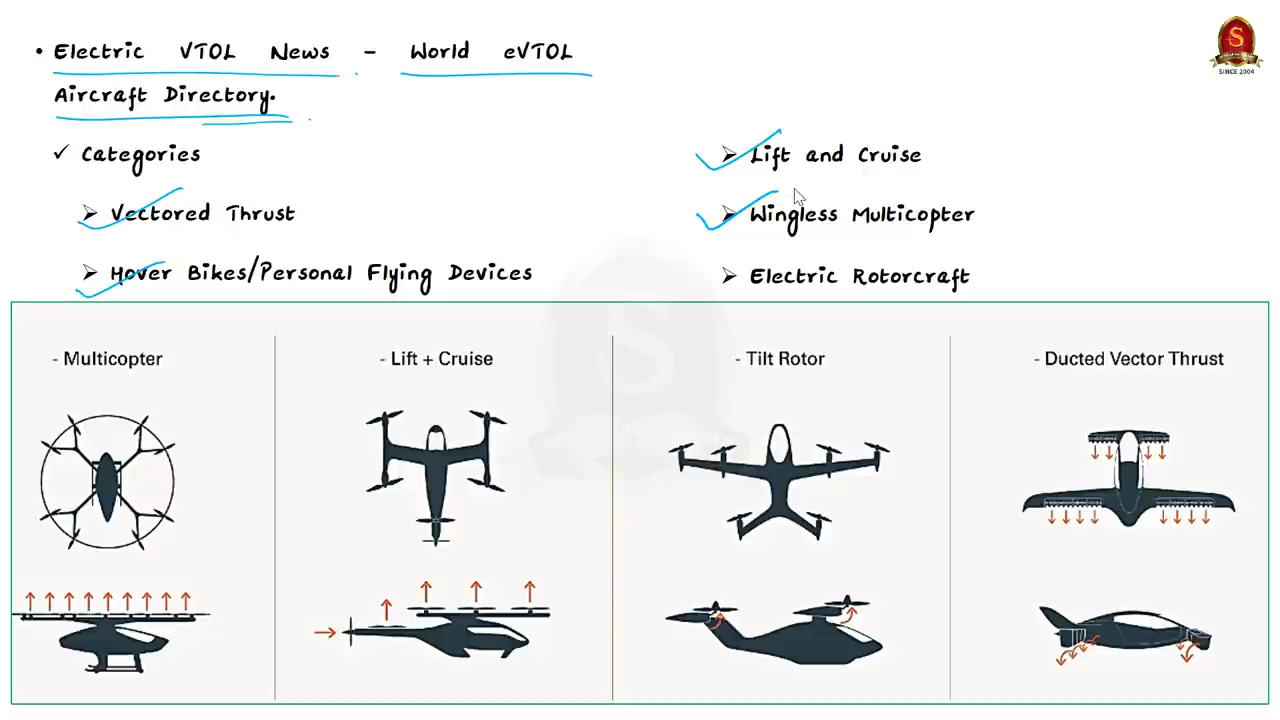 • Electric VTOL News - World eVTOL
Aircraft Directory.
✓ Categories
➢ Vectored Thrust
➢ Hover Bikes/Personal Flying Devices
➢ Lift and Cruise
➢ Wingless Multicopter
➢ Electric Rotorcraft
- Multicopter
- Lift + Cruise
- Tilt Rotor
- Ducted Vector Thrust
S
SINCE 2004